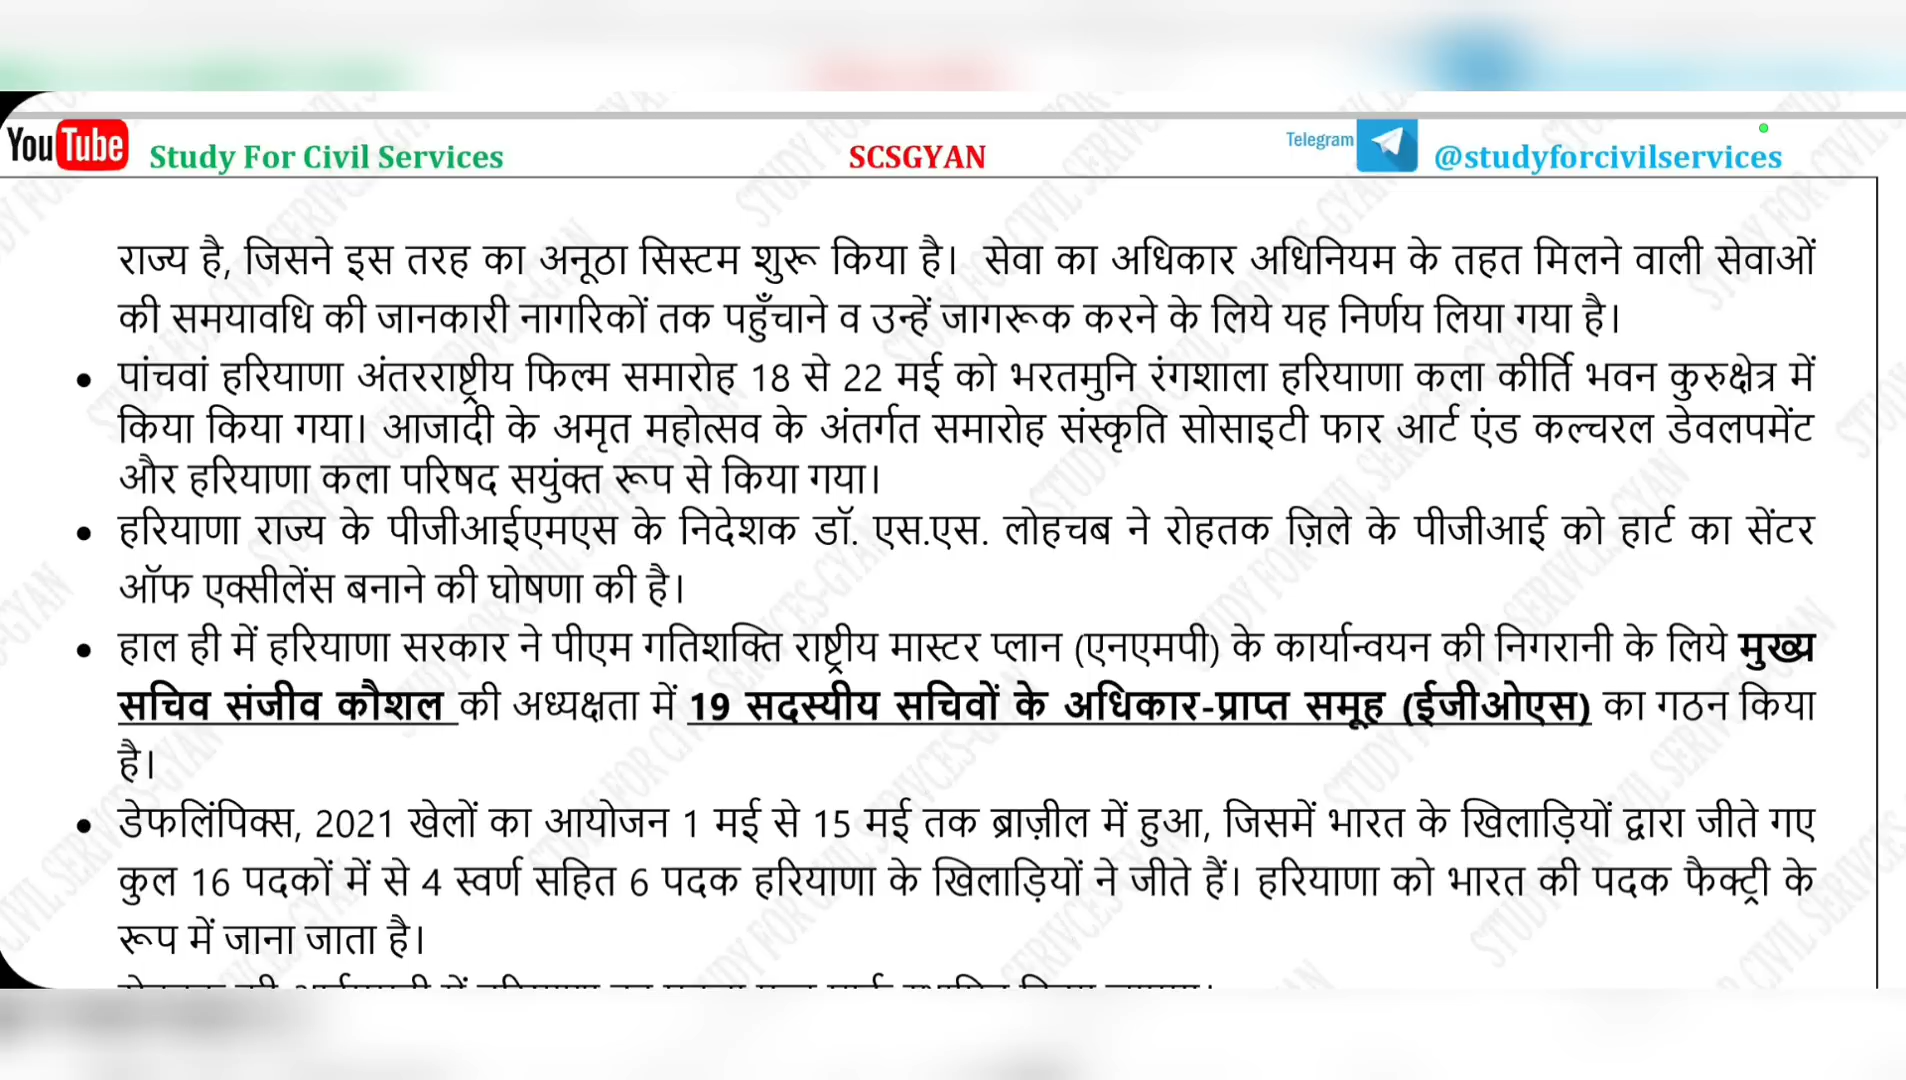 YouTube Study For Civil Services SCSGYAN Telegram @studyforcivilservices
राज्य है, जिसने इस तरह का अनूठा सिस्टम शुरू किया है। सेवा का अधिकार अधिनियम के तहत मिलने वाली सेवाओं
की समयावधि की जानकारी नागरिकों तक पहुँचाने व उन्हें जागरूक करने के लिये यह निर्णय लिया गया है।
• पांचवां हरियाणा अंतरराष्ट्रीय फिल्म समारोह 18 से 22 मई को भरतमुनि रंगशाला हरियाणा कला कीर्ति भवन कुरुक्षेत्र में
किया किया गया। आजादी के अमृत महोत्सव के अंतर्गत समारोह संस्कृति सोसाइटी फार आर्ट एंड कल्चरल डेवलपमेंट
और हरियाणा कला परिषद सयुंक्त रूप से किया गया।
• हरियाणा राज्य के पीजीआईएमएस के निदेशक डॉ. एस.एस. लोहचब ने रोहतक ज़िले के पीजीआई को हार्ट का सेंटर
ऑफ एक्सीलेंस बनाने की घोषणा की है।
• हाल ही में हरियाणा सरकार ने पीएम गतिशक्ति राष्ट्रीय मास्टर प्लान (एनएमपी) के कार्यान्वयन की निगरानी के लिये मुख्य
सचिव संजीव कौशल की अध्यक्षता में 19 सदस्यीय सचिवों के अधिकार-प्राप्त समूह (ईजीओएस) का गठन किया
है।
• डेफलिंपिक्स, 2021 खेलों का आयोजन 1 मई से 15 मई तक ब्राज़ील में हुआ, जिसमें भारत के खिलाड़ियों द्वारा जीते गए
कुल 16 पदकों में से 4 स्वर्ण सहित 6 पदक हरियाणा के खिलाड़ियों ने जीते हैं। हरियाणा को भारत की पदक फैक्ट्री के
रूप में जाना जाता है।